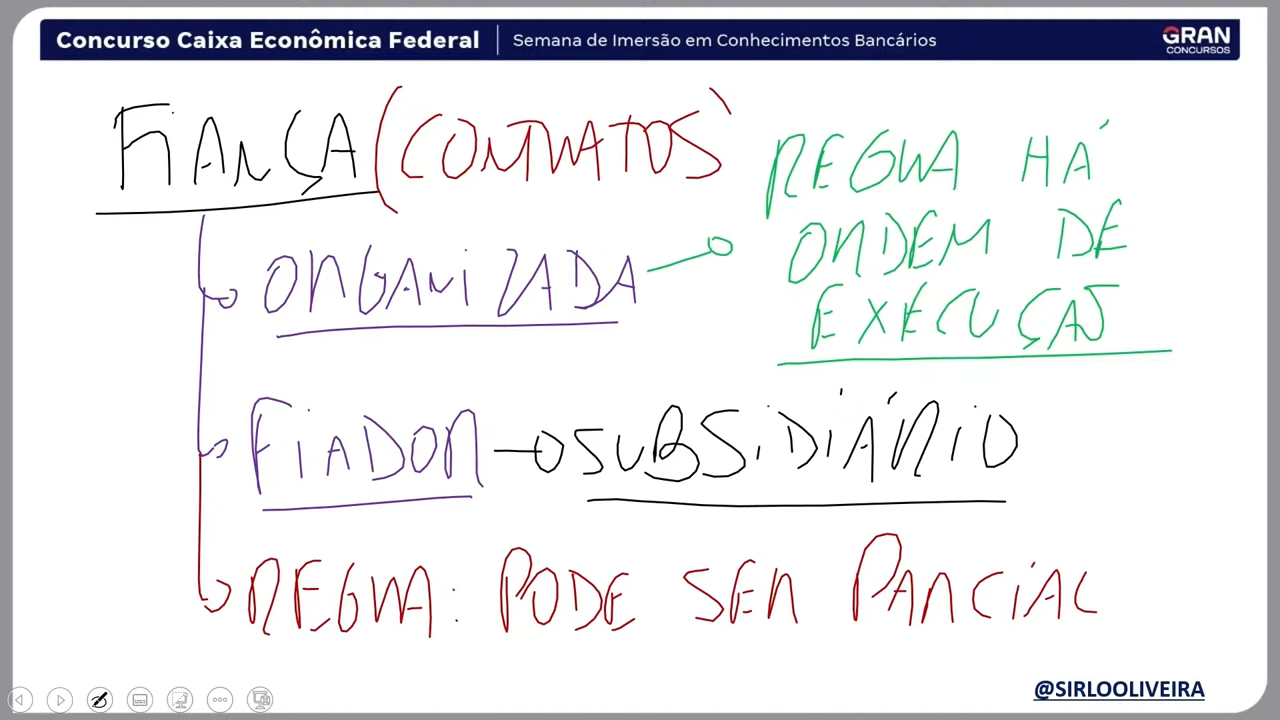 Concurso Caixa Econômica Federal | Semana de Imersão em Conhecimentos Bancários
GRAN
CONCURSOS
FIANÇA (CONTRATOS)
ORGANIZADA
REGRA HÁ
ORDEM DE
EXECUÇÃO
FIADOR SUBSIDIÁRIO
REGRA: PODE SER PARCIAL
@SIRLOOLIVEIRA